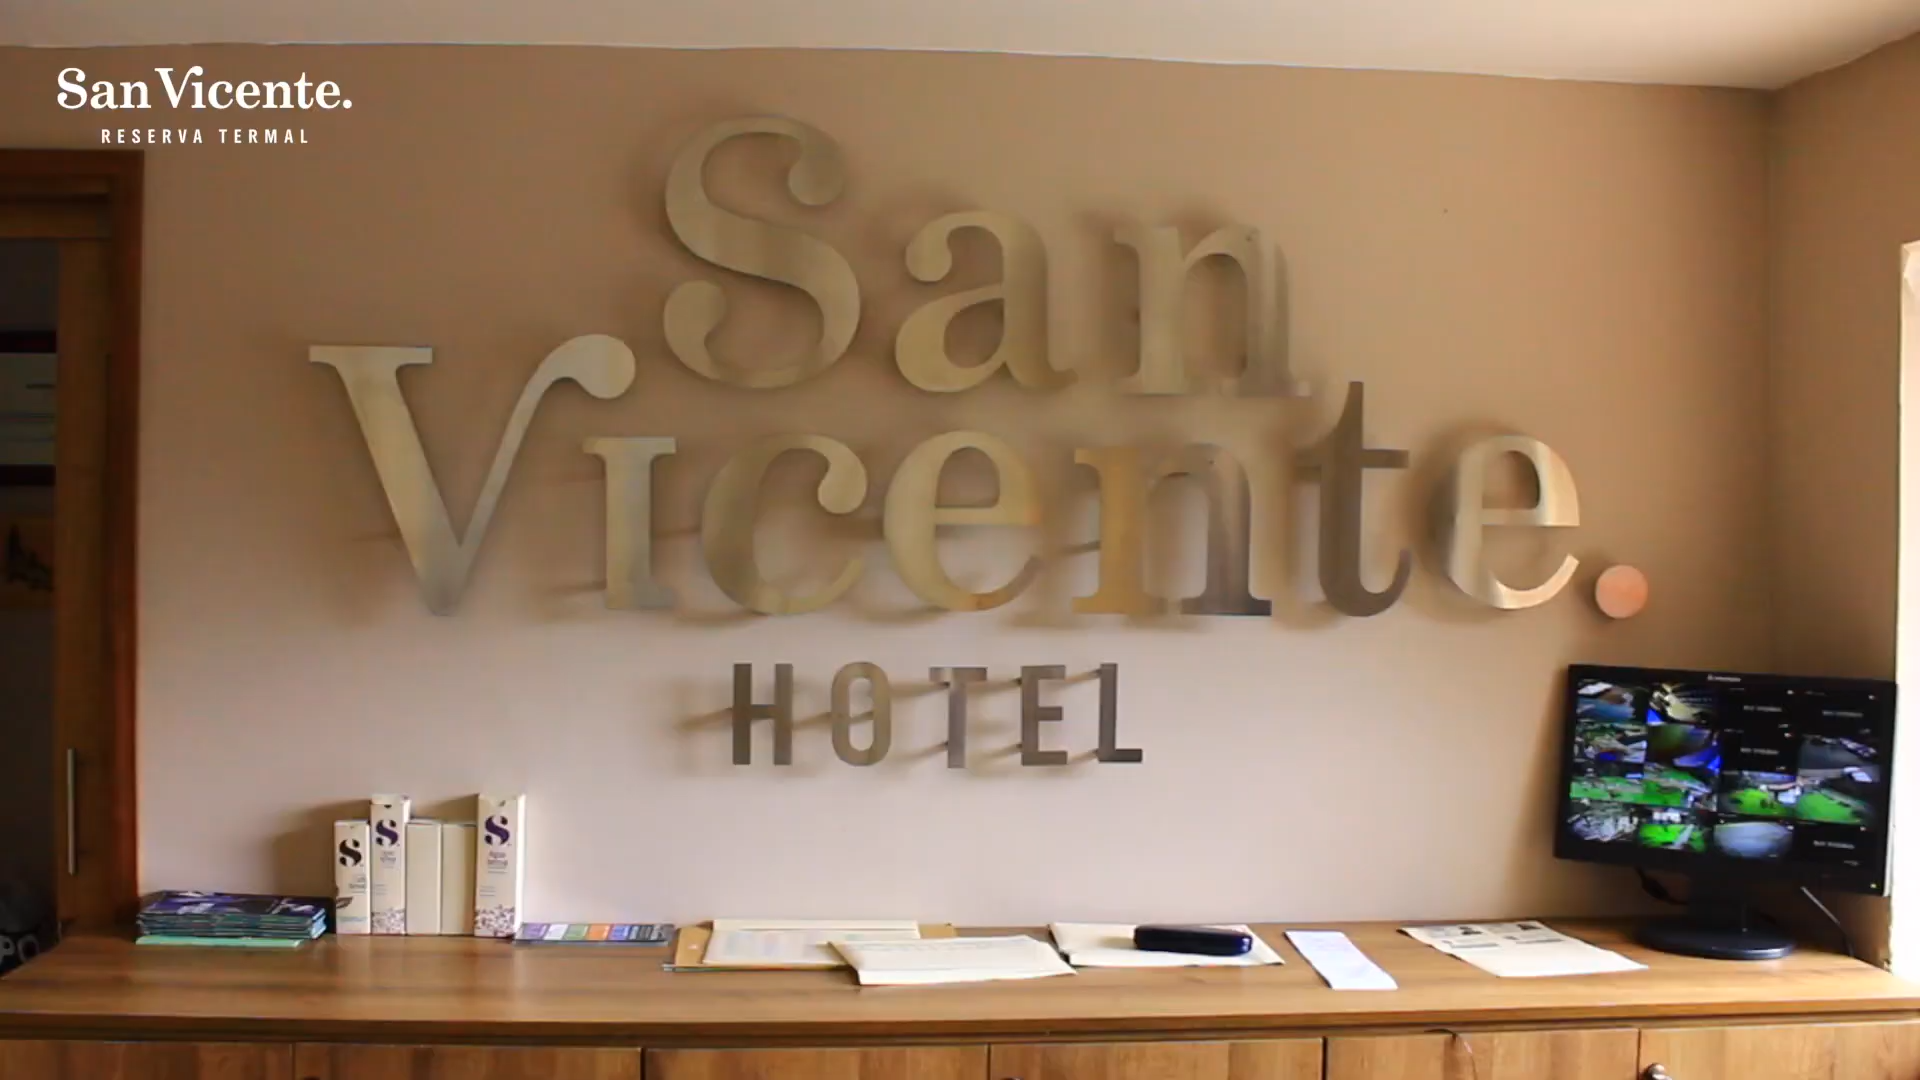 San Vicente.
RESERVA TERMAL
San
Vicente.
HOTEL